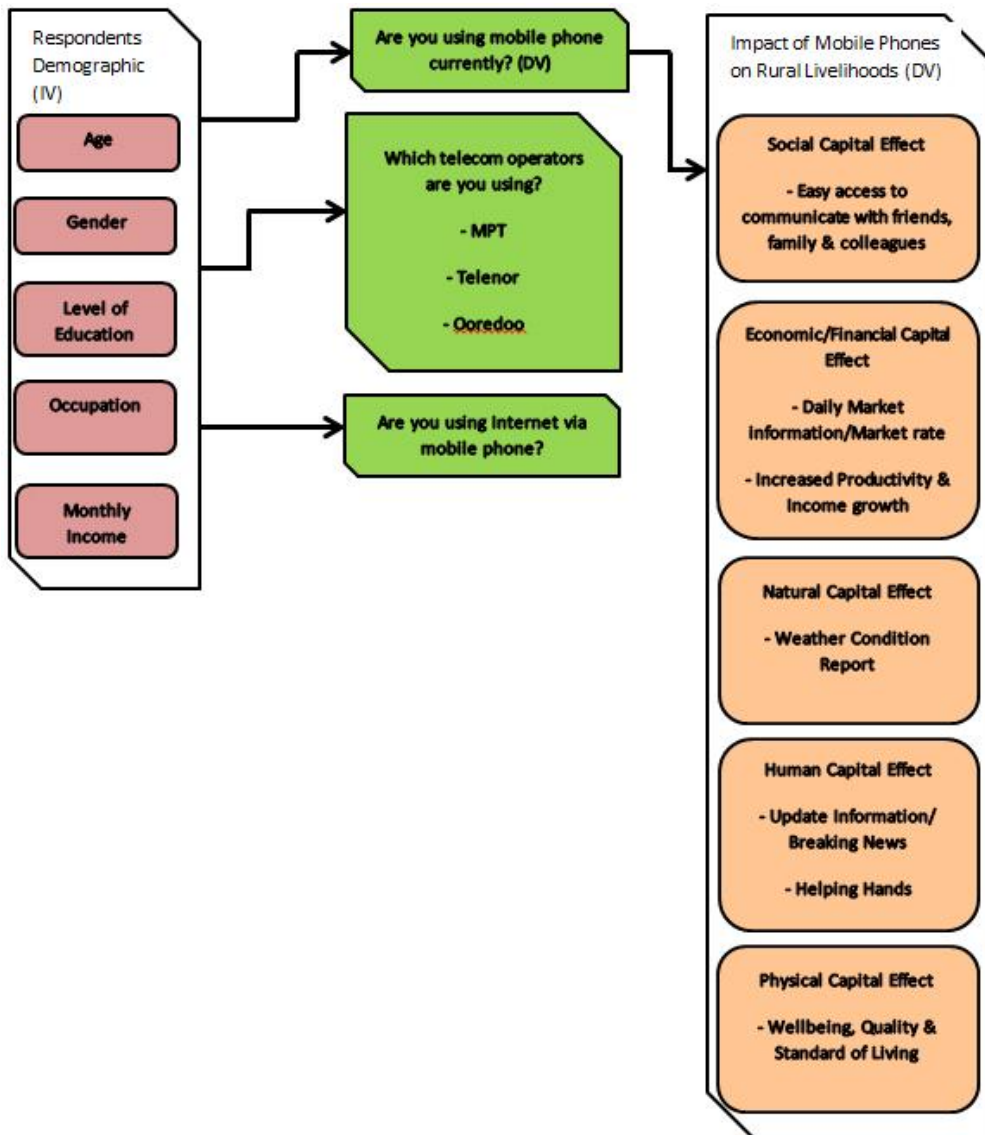 Respondents
Demographic
(IV)
Age
Gender
Level of
Education
Occupation
Monthly
Income
Are you using mobile phone
currently? (DV)
Which telecom operators
are you using?
- MPT
- Telenor
- Ooredoo
Are you using Internet via
mobile phone?
Impact of Mobile Phones
on Rural Livelihoods (DV)
Social Capital Effect
- Easy access to
communicate with friends,
family & colleagues
Economic/Financial Capital
Effect
- Daily Market
information/Market rate
- Increased Productivity &
Income growth
Natural Capital Effect
- Weather Condition
Report
Human Capital Effect
- Update Information/
Breaking News
- Helping Hands
Physical Capital Effect
- Wellbeing, Quality &
Standard of Living